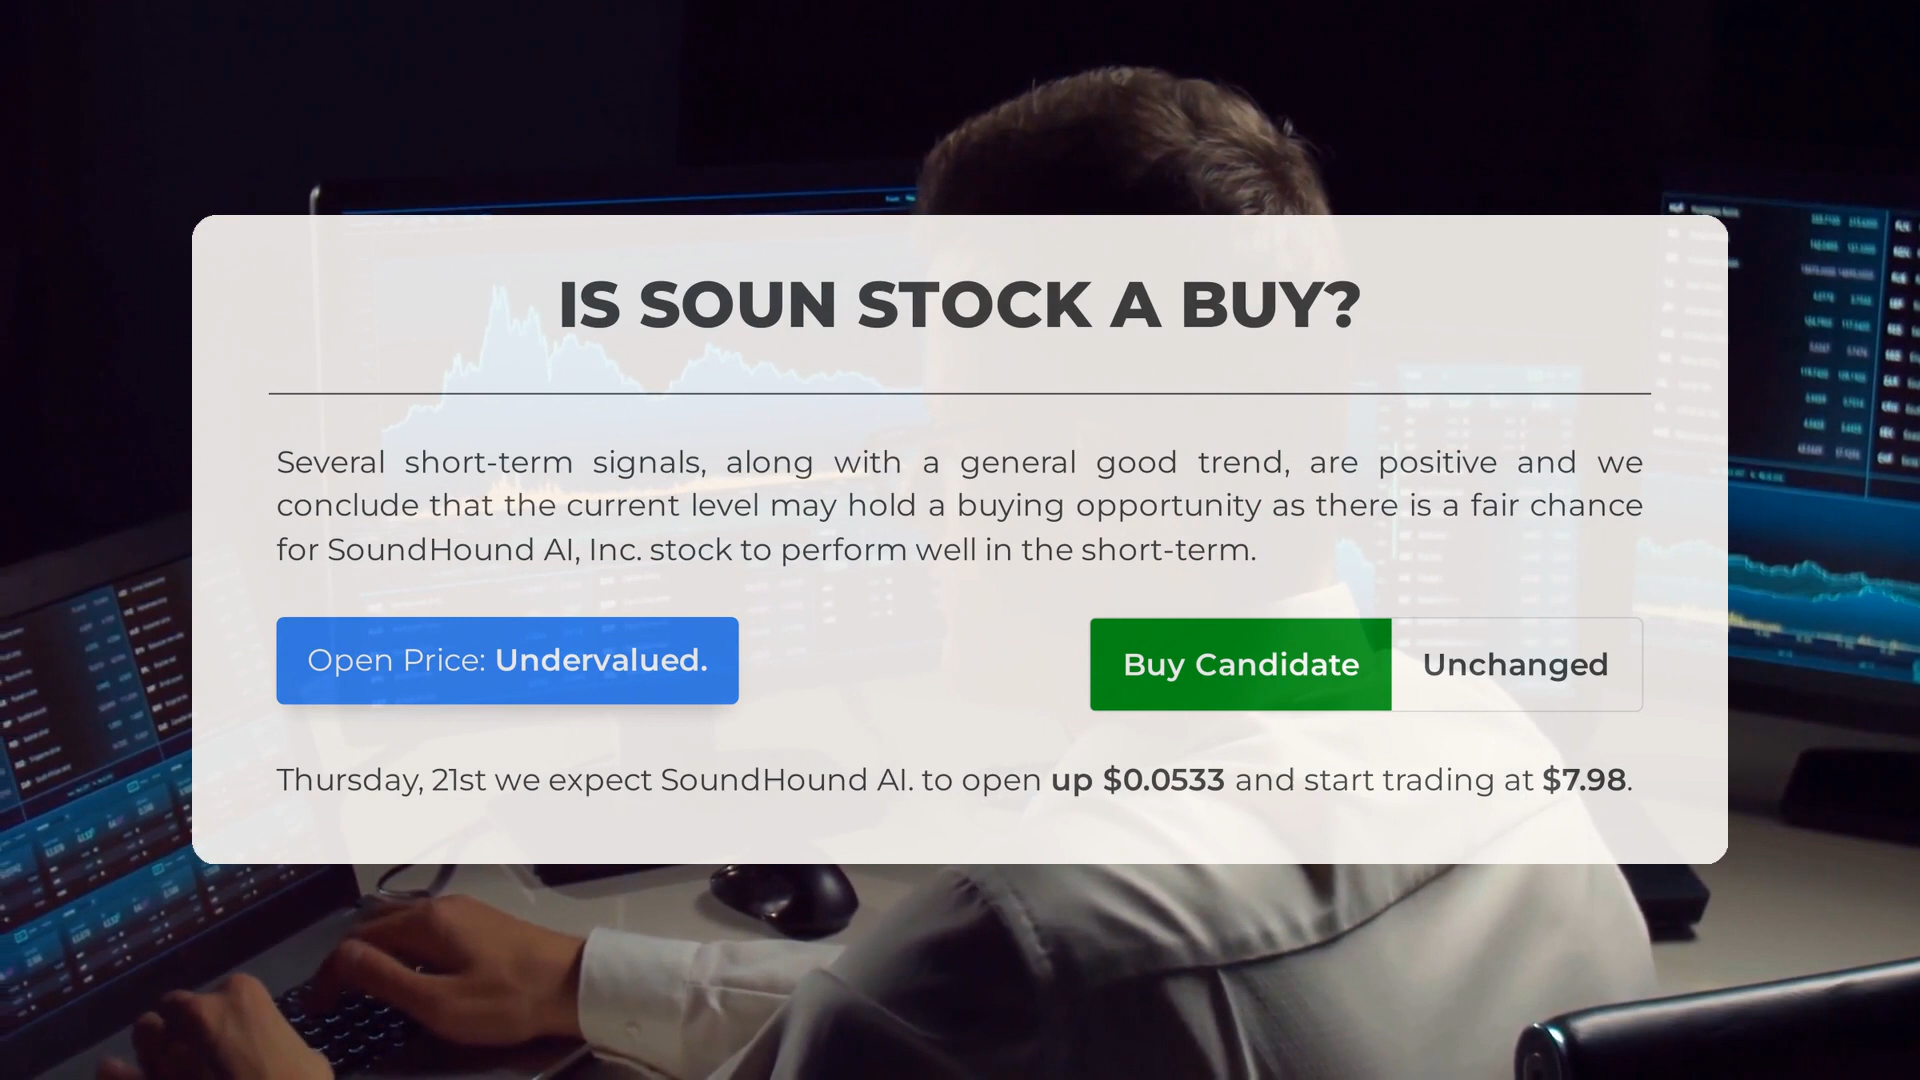 IS SOUN STOCK A BUY?
Several short-term signals, along with a general good trend, are positive and we
conclude that the current level may hold a buying opportunity as there is a fair chance
for SoundHound AI, Inc. stock to perform well in the short-term.
Open Price: Undervalued.
Buy Candidate Unchanged
Thursday, 21st we expect SoundHound AI. to open up $0.0533 and start trading at $7.98.